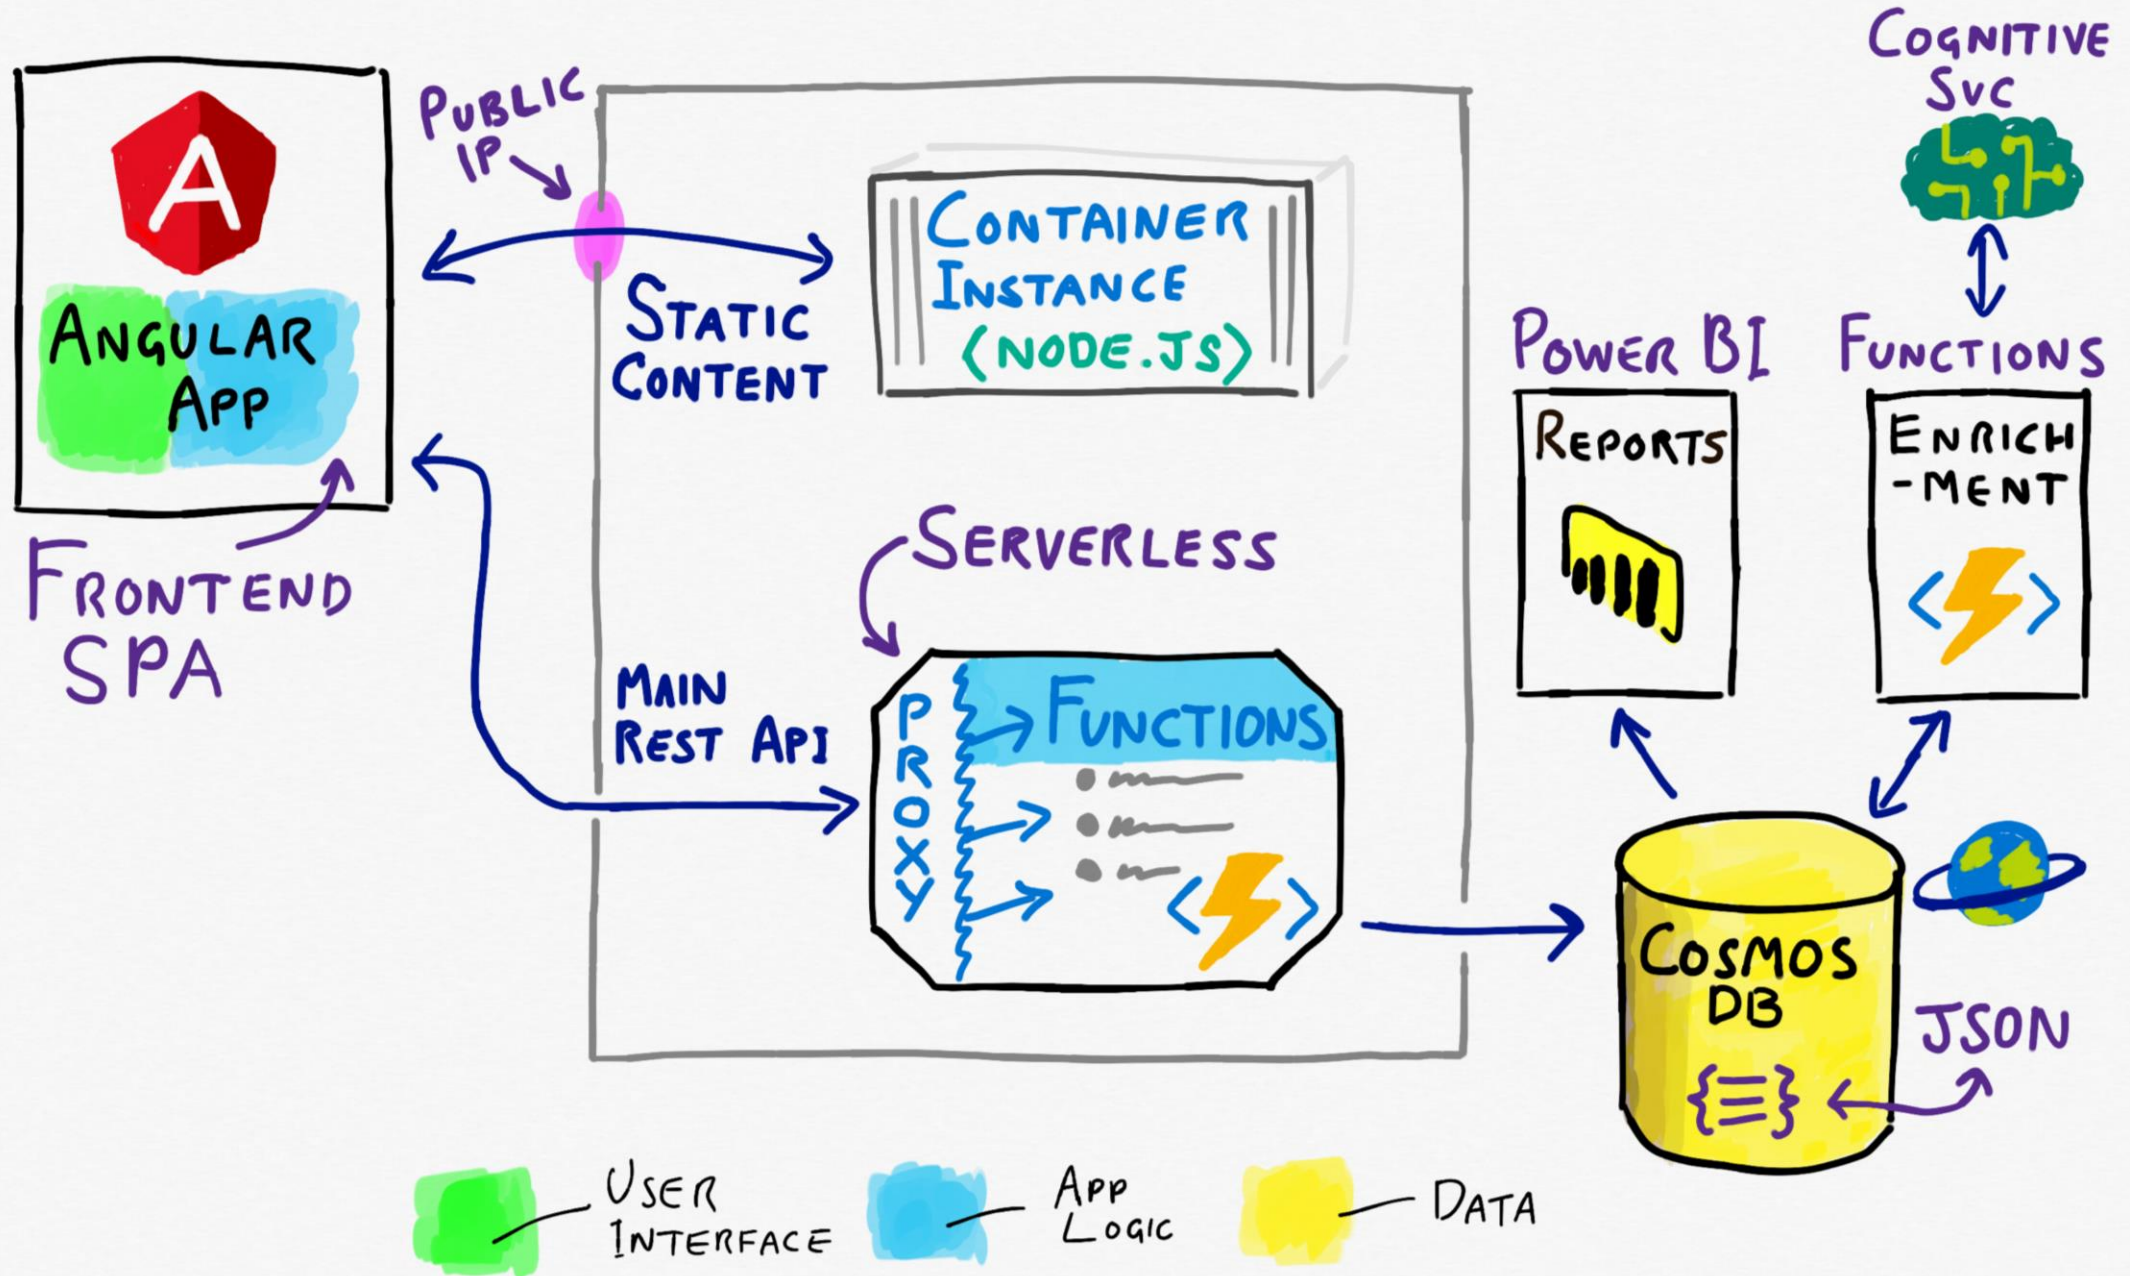 A
ANGULAR
APP
FRONTEND
SPA
PUBLIC
IP
STATIC
CONTENT
CONTAINER
INSTANCE
<NODE.JS>
SERVERLESS
MAIN
REST API
PROXY
FUNCTIONS
COGNITIVE
SVC
POWER BI
REPORTS
FUNCTIONS
ENRICH
-MENT
COSMOS
DB
JSON
USER
INTERFACE
APP
LOGIC
DATA